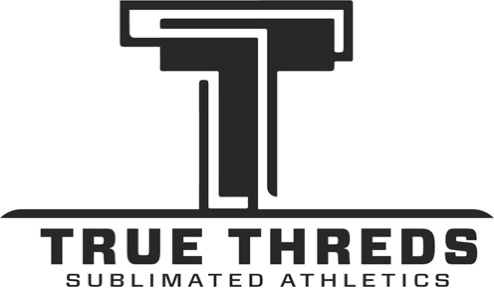 TRUE THREDS
SUBLIMATED ATHLETICS